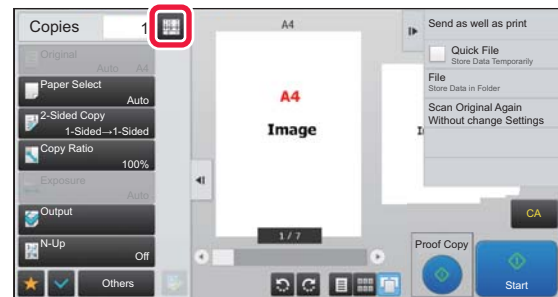 Copies
1
Original
Auto A4
Paper Select
Auto
2-Sided Copy
1-Sided→1-Sided
Copy Ratio
100%
Exposure
Auto
Output
N-Up
Off
Others
A4
A4
Image
1 / 7
Send as well as print
Quick File
Store Data Temporarily
File
Store Data in Folder
Scan Original Again
Without change Settings
CA
Proof Copy
Start